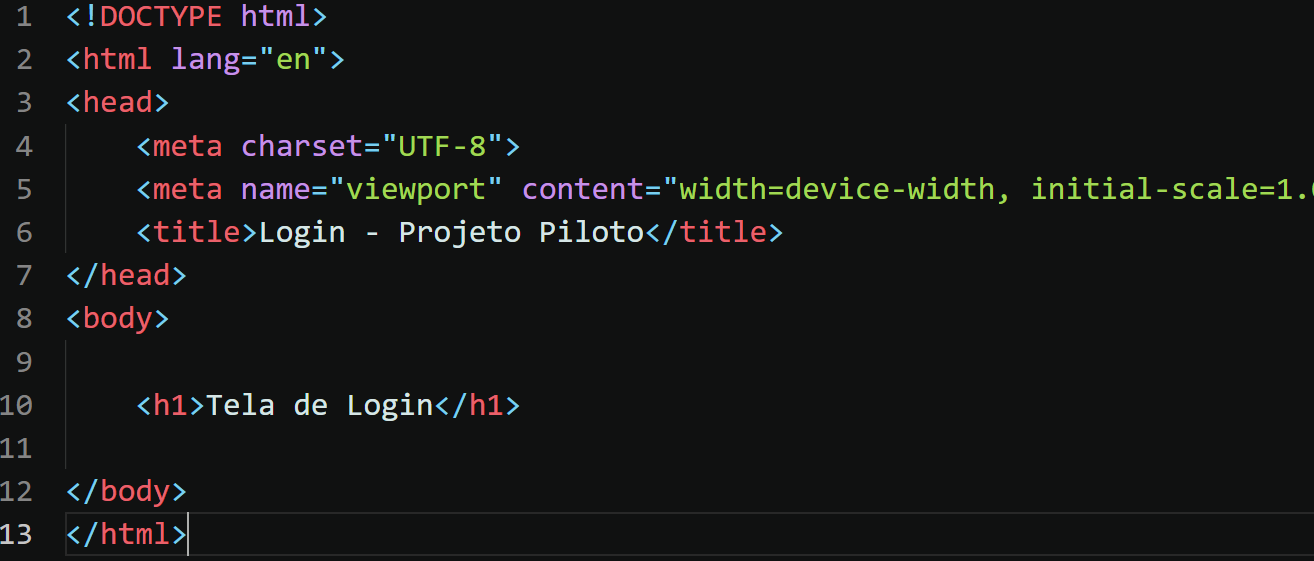 1 <!DOCTYPE html>
2 <html lang="en">
3 <head>
4     <meta charset="UTF-8">
5     <meta name="viewport" content="width=device-width, initial-scale=1.
6     <title>Login - Projeto Piloto</title>
7 </head>
8 <body>
9
10     <h1>Tela de Login</h1>
11
12 </body>
13 </html>